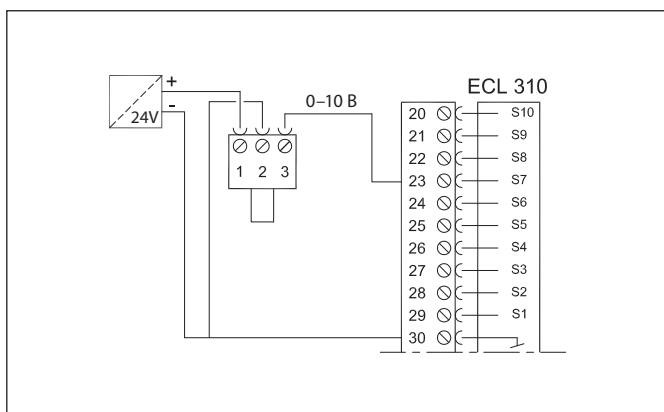 ECL 310
+
-
24V
0–10 В
1 2 3
20 S10
21 S9
22 S8
23 S7
24 S6
25 S5
26 S4
27 S3
28 S2
29 S1
30